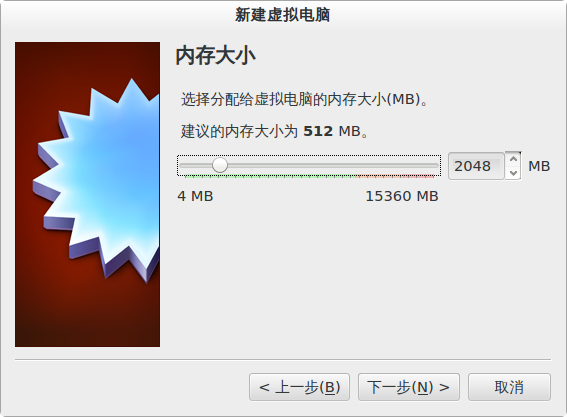 新建虚拟电脑
内存大小
选择分配给虚拟电脑的内存大小(MB)。
建议的内存大小为 512 MB。
2048 MB
4 MB 15360 MB
< 上一步(B) 下一步(N) > 取消